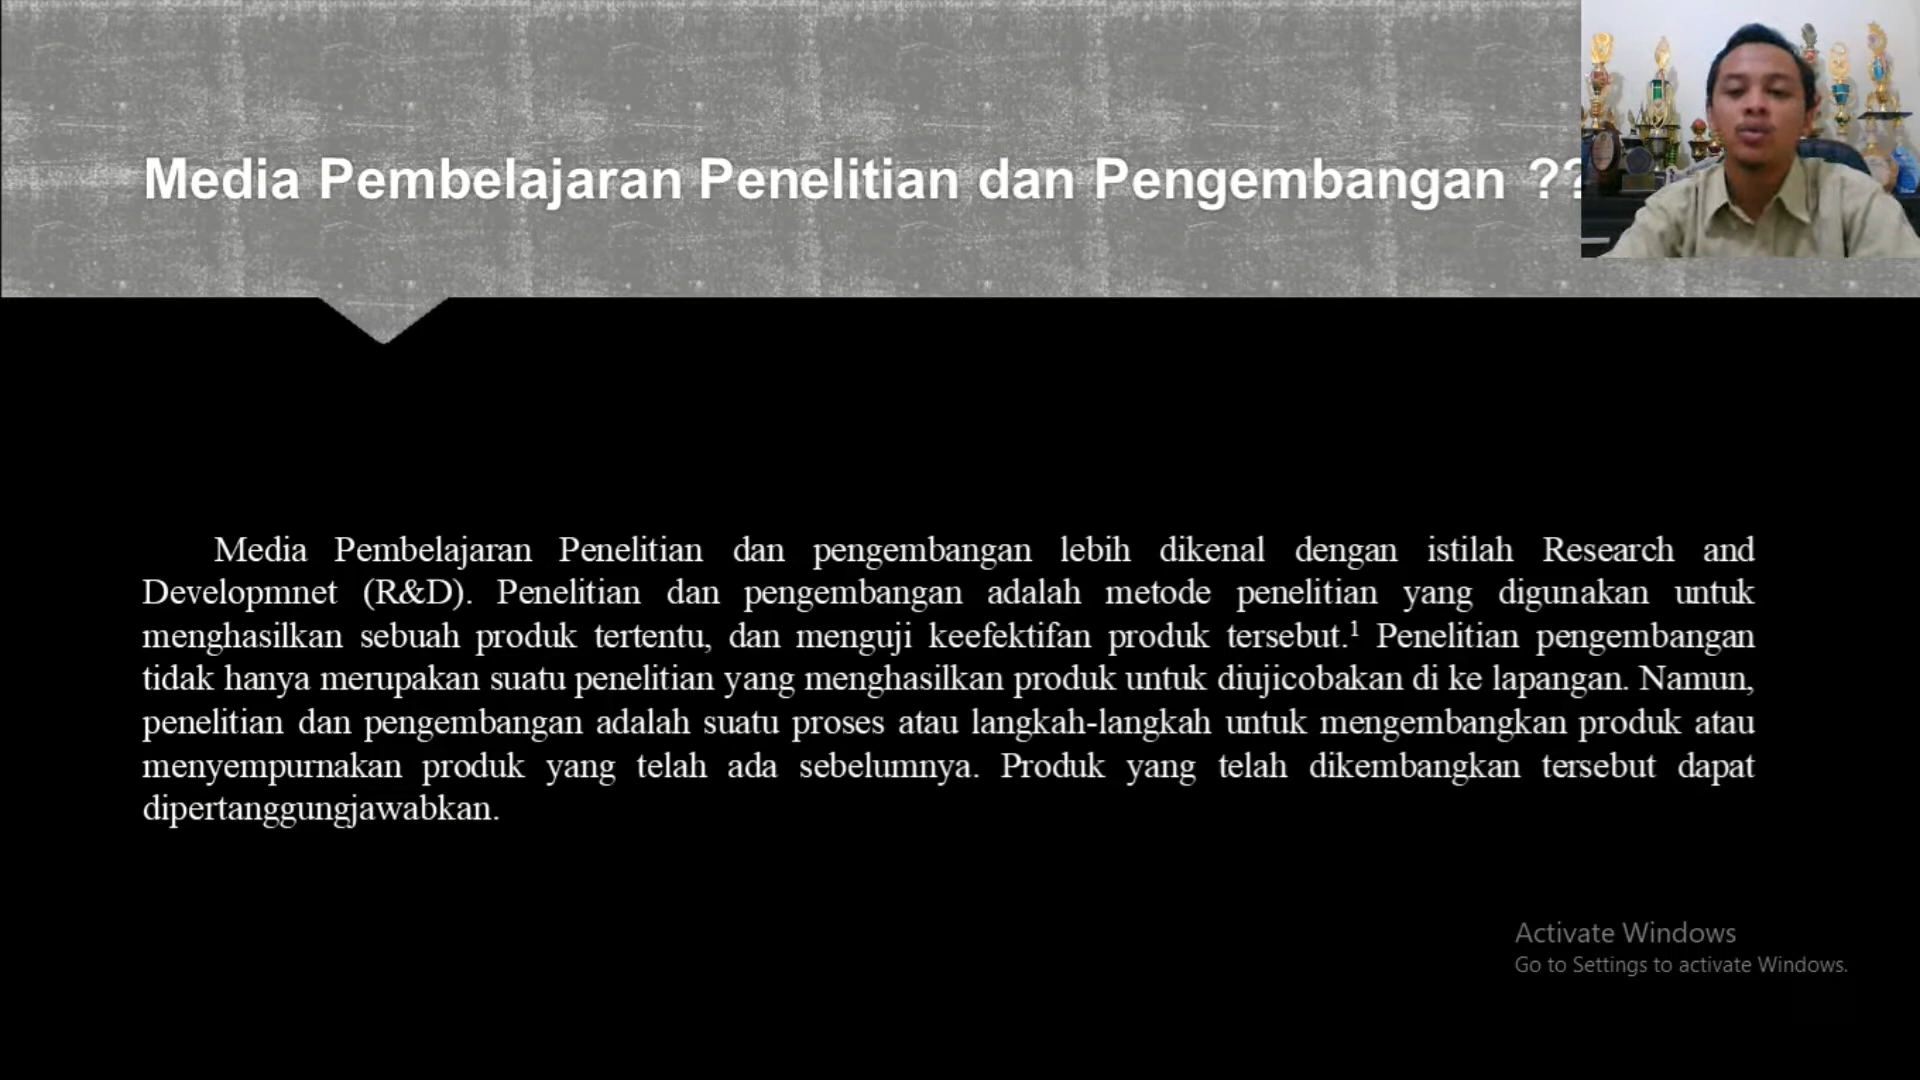 Media Pembelajaran Penelitian dan Pengembangan ??
Media Pembelajaran Penelitian dan pengembangan lebih dikenal dengan istilah Research and
Developmnet (R&D). Penelitian dan pengembangan adalah metode penelitian yang digunakan untuk
menghasilkan sebuah produk tertentu, dan menguji keefektifan produk tersebut.¹ Penelitian pengembangan
tidak hanya merupakan suatu penelitian yang menghasilkan produk untuk diujicobakan di ke lapangan. Namun,
penelitian dan pengembangan adalah suatu proses atau langkah-langkah untuk mengembangkan produk atau
menyempurnakan produk yang telah ada sebelumnya. Produk yang telah dikembangkan tersebut dapat
dipertanggungjawabkan.
Activate Windows
Go to Settings to activate Windows.